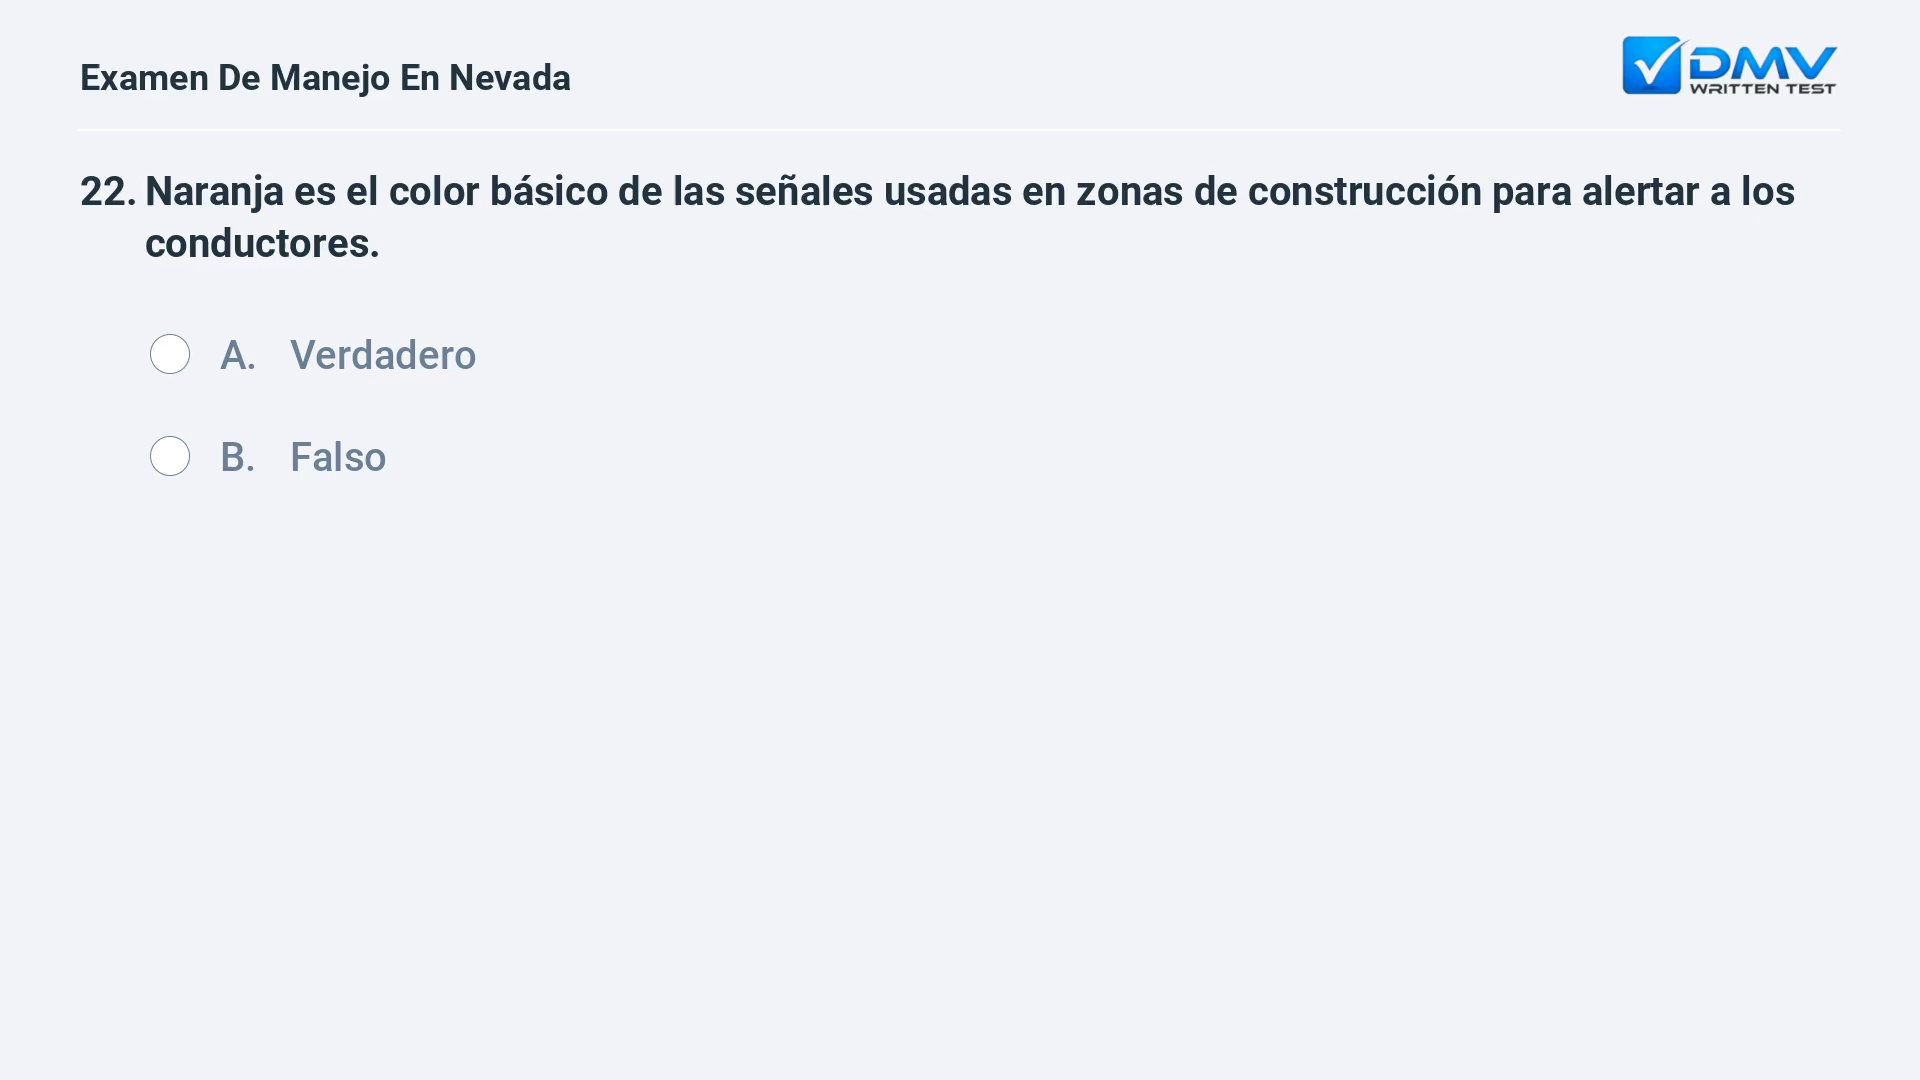 Examen De Manejo En Nevada
DMV
WRITTEN TEST
22. Naranja es el color básico de las señales usadas en zonas de construcción para alertar a los
conductores.
A. Verdadero
B. Falso